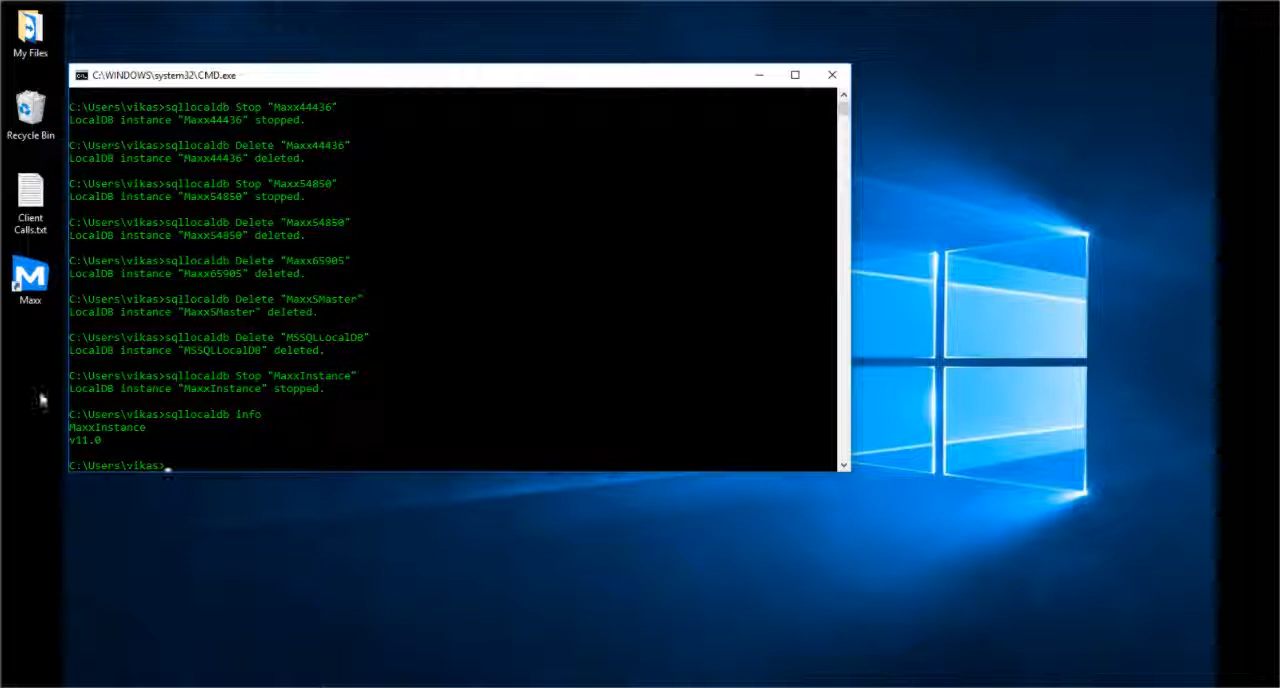 My Files
Recycle Bin
Client
Calls.txt
Maxx
C:\WINDOWS\system32\CMD.exe
C:\Users\vikas>sqllocaldb Stop "Maxx44436"
LocalDB instance "Maxx44436" stopped.
C:\Users\vikas>sqllocaldb Delete "Maxx44436"
LocalDB instance "Maxx44436" deleted.
C:\Users\vikas>sqllocaldb Stop "Maxx54850"
LocalDB instance "Maxx54850" stopped.
C:\Users\vikas>sqllocaldb Delete "Maxx54850"
LocalDB instance "Maxx54850" deleted.
C:\Users\vikas>sqllocaldb Delete "Maxx65905"
LocalDB instance "Maxx65905" deleted.
C:\Users\vikas>sqllocaldb Delete "MaxxSMaster"
LocalDB instance "MaxxSMaster" deleted.
C:\Users\vikas>sqllocaldb Delete "MSSQLLocalDB"
LocalDB instance "MSSQLLocalDB" deleted.
C:\Users\vikas>sqllocaldb Stop "MaxxInstance"
LocalDB instance "MaxxInstance" stopped.
C:\Users\vikas>sqllocaldb info
MaxxInstance
v11.0
C:\Users\vikas>